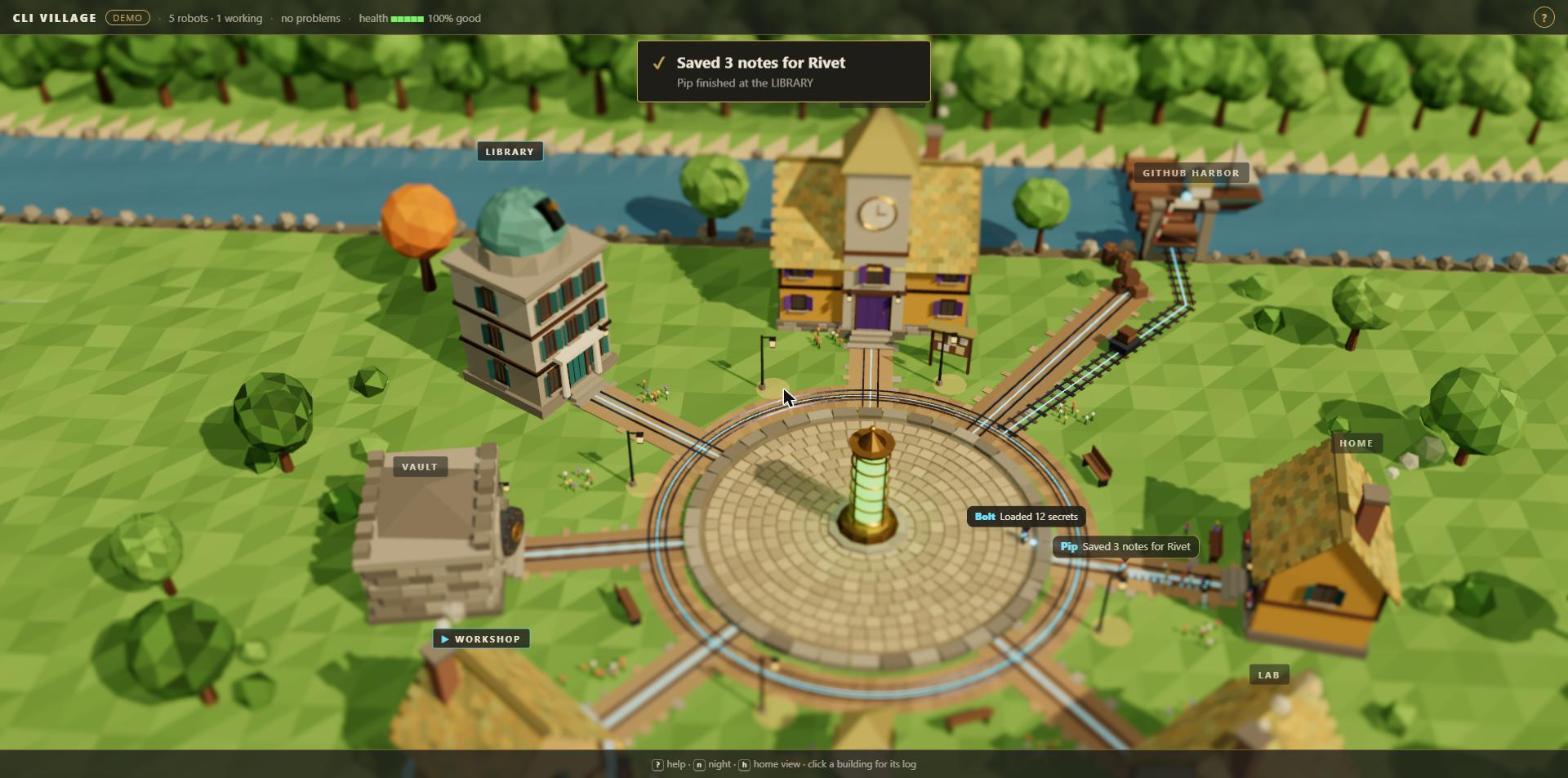 CLI VILLAGE DEMO · 5 robots · 1 working · no problems · health 100% good ?
✓ Saved 3 notes for Rivet
Pip finished at the LIBRARY
LIBRARY
GITHUB HARBOR
HOME
VAULT
Bolt Loaded 12 secrets
Pip Saved 3 notes for Rivet
▶ WORKSHOP
LAB
? help · n night · h home view · click a building for its log